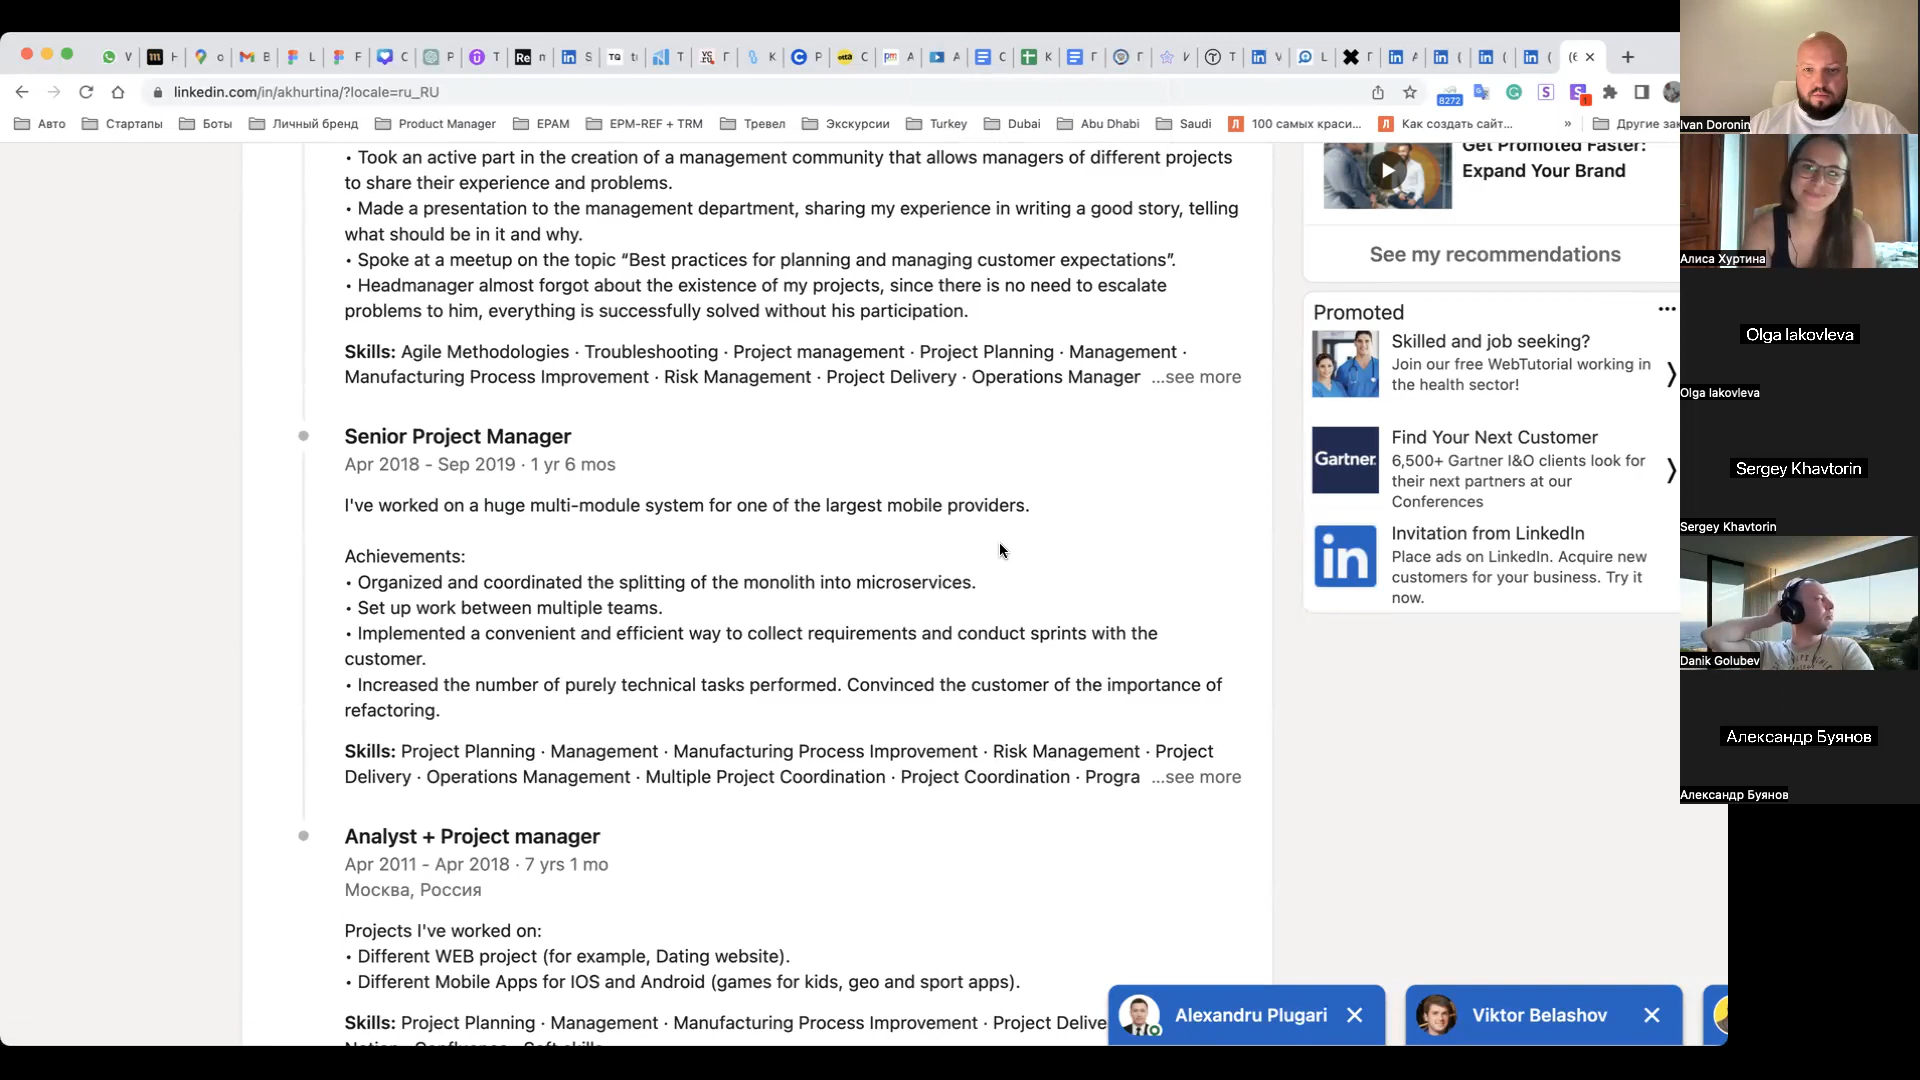 linkedin.com/in/akhurtina/?locale=ru_RU
8272
1
Авто
Стартапы
Боты
Личный бренд
Product Manager
EPAM
EPM-REF + TRM
Тревел
Экскурсии
Turkey
Dubai
Abu Dhabi
Saudi
100 самых краси...
Как создать сайт...
»
Другие за
• Took an active part in the creation of a management community that allows managers of different projects
to share their experience and problems.
• Made a presentation to the management department, sharing my experience in writing a good story, telling
what should be in it and why.
• Spoke at a meetup on the topic “Best practices for planning and managing customer expectations”.
• Headmanager almost forgot about the existence of my projects, since there is no need to escalate
problems to him, everything is successfully solved without his participation.
Skills: Agile Methodologies · Troubleshooting · Project management · Project Planning · Management ·
Manufacturing Process Improvement · Risk Management · Project Delivery · Operations Manager ...see more
Senior Project Manager
Apr 2018 - Sep 2019 · 1 yr 6 mos
I've worked on a huge multi-module system for one of the largest mobile providers.
Achievements:
• Organized and coordinated the splitting of the monolith into microservices.
• Set up work between multiple teams.
• Implemented a convenient and efficient way to collect requirements and conduct sprints with the
customer.
• Increased the number of purely technical tasks performed. Convinced the customer of the importance of
refactoring.
Skills: Project Planning · Management · Manufacturing Process Improvement · Risk Management · Project
Delivery · Operations Management · Multiple Project Coordination · Project Coordination · Progra ...see more
Analyst + Project manager
Apr 2011 - Apr 2018 · 7 yrs 1 mo
Москва, Россия
Projects I've worked on:
• Different WEB project (for example, Dating website).
• Different Mobile Apps for IOS and Android (games for kids, geo and sport apps).
Skills: Project Planning · Management · Manufacturing Process Improvement · Project Delive
Get Promoted Faster:
Expand Your Brand
See my recommendations
Promoted
Skilled and job seeking?
Join our free WebTutorial working in
the health sector!
Gartner
Find Your Next Customer
6,500+ Gartner I&O clients look for
their next partners at our
Conferences
in
Invitation from LinkedIn
Place ads on LinkedIn. Acquire new
customers for your business. Try it
now.
Alexandru Plugari
Viktor Belashov
Ivan Doronin
Алиса Хуртина
Olga Iakovleva
Olga Iakovleva
Sergey Khavtorin
Sergey Khavtorin
Danik Golubev
Александр Буянов
Александр Буянов